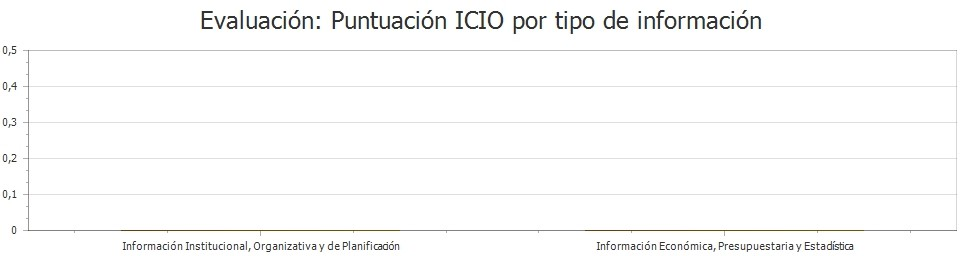 Evaluación: Puntuación ICIO por tipo de información
0,5
0,4
0,3
0,2
0,1
0
Información Institucional, Organizativa y de Planificación
Información Económica, Presupuestaria y Estadística